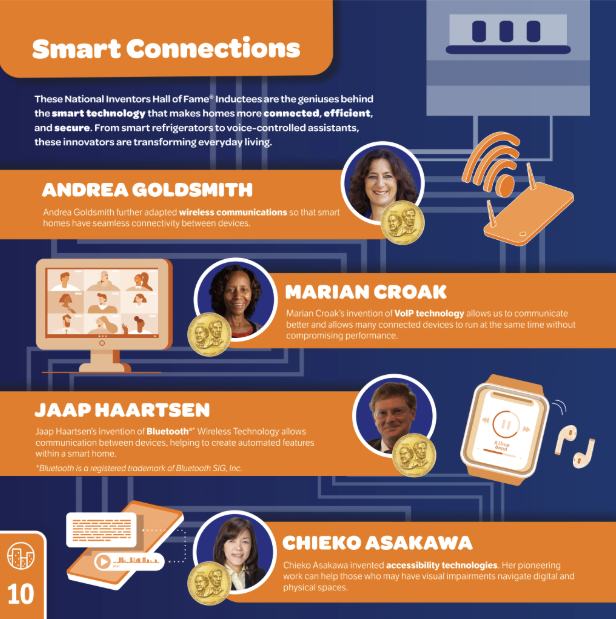 Smart Connections
These National Inventors Hall of Fame® Inductees are the geniuses behind
the smart technology that makes homes more connected, efficient,
and secure. From smart refrigerators to voice-controlled assistants,
these innovators are transforming everyday living.
ANDREA GOLDSMITH
Andrea Goldsmith further adapted wireless communications so that smart
homes have seamless connectivity between devices.
MARIAN CROAK
Marian Croak's invention of VoIP technology allows us to communicate
better and allows many connected devices to run at the same time without
compromising performance.
JAAP HAARTSEN
Jaap Haartsen's invention of Bluetooth®* Wireless Technology allows
communication between devices, helping to create automated features
within a smart home.
*Bluetooth is a registered trademark of Bluetooth SIG, Inc.
CHIEKO ASAKAWA
Chieko Asakawa invented accessibility technologies. Her pioneering
work can help those who may have visual impairments navigate digital and
physical spaces.
10